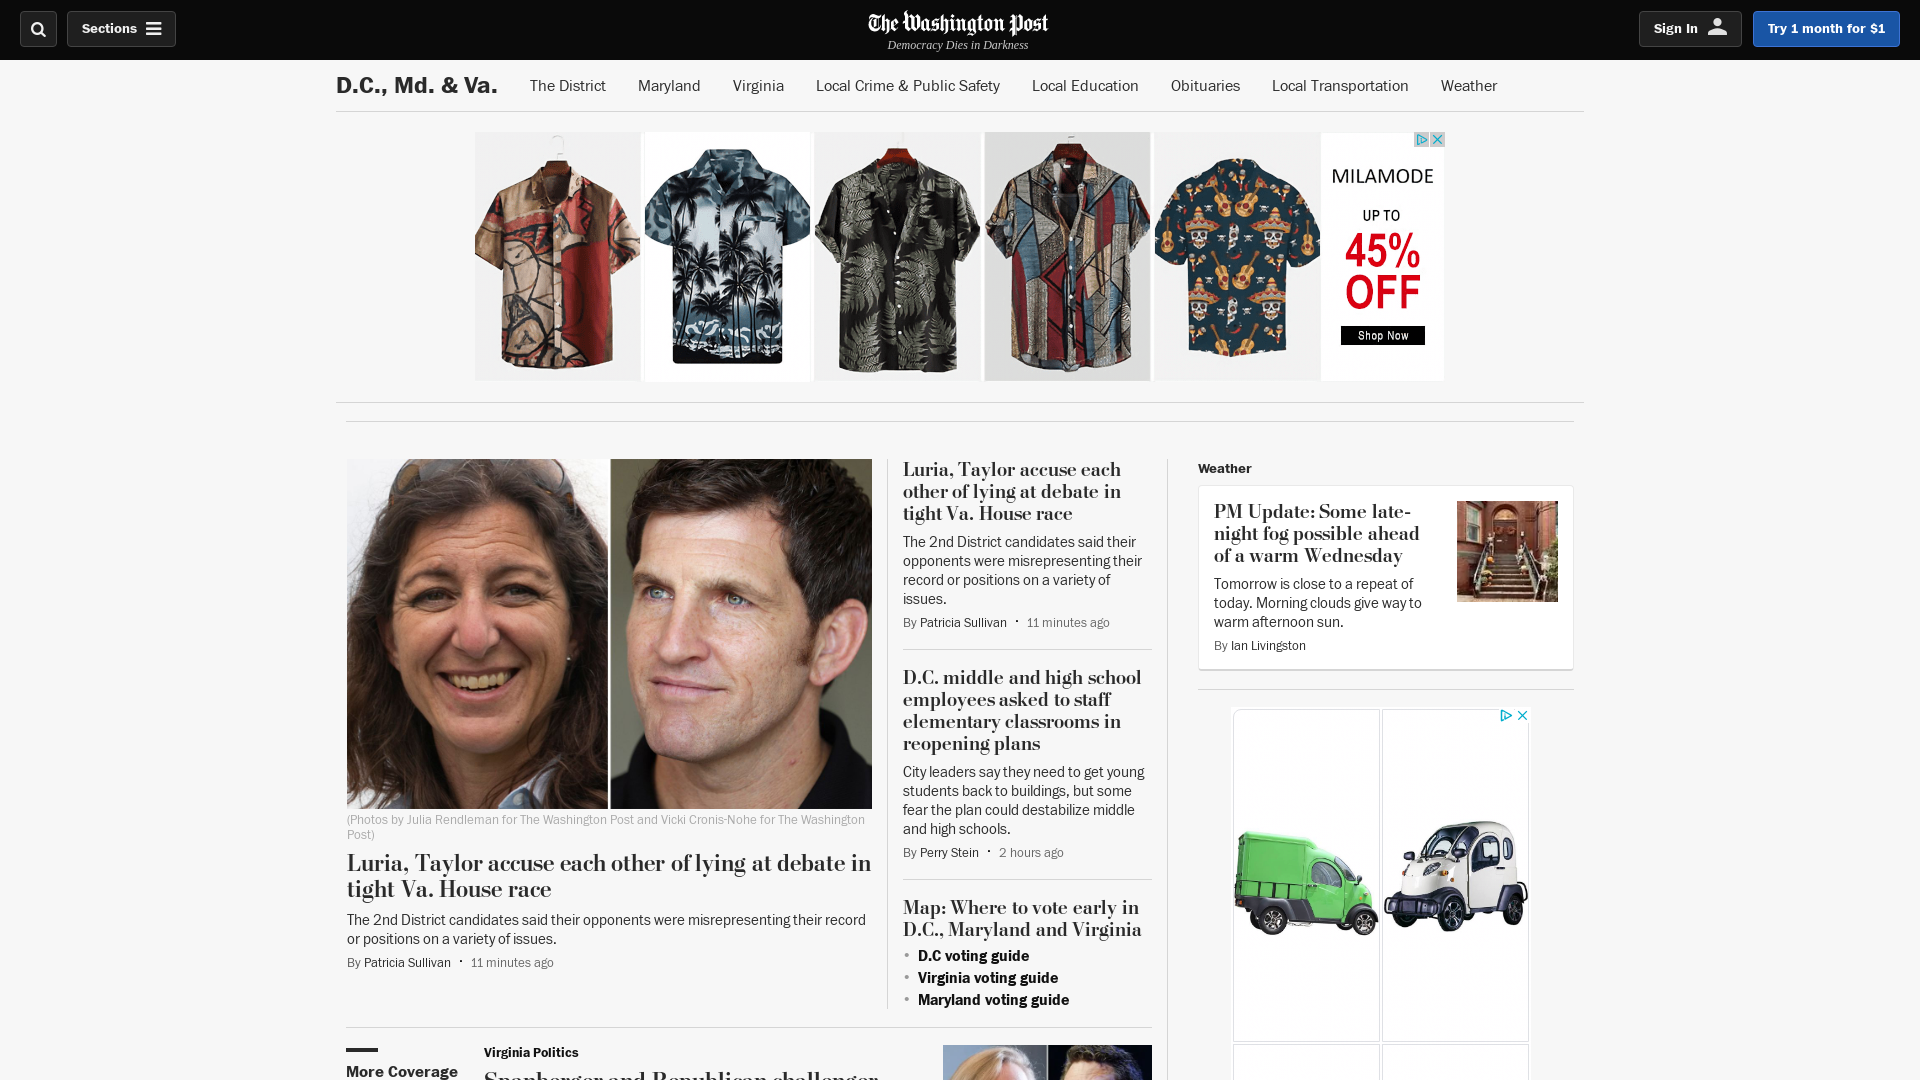 Sections
The Washington Post
Democracy Dies in Darkness
Sign In
Try 1 month for $1
D.C., Md. & Va.
The District
Maryland
Virginia
Local Crime & Public Safety
Local Education
Obituaries
Local Transportation
Weather
MILAMODE
UP TO
45%
OFF
Shop Now
(Photos by Julia Rendleman for The Washington Post and Vicki Cronis-Nohe for The Washington
Post)
Luria, Taylor accuse each other of lying at debate in
tight Va. House race
The 2nd District candidates said their opponents were misrepresenting their record
or positions on a variety of issues.
By Patricia Sullivan • 11 minutes ago
Luria, Taylor accuse each
other of lying at debate in
tight Va. House race
The 2nd District candidates said their
opponents were misrepresenting their
record or positions on a variety of
issues.
By Patricia Sullivan • 11 minutes ago
D.C. middle and high school
employees asked to staff
elementary classrooms in
reopening plans
City leaders say they need to get young
students back to buildings, but some
fear the plan could destabilize middle
and high schools.
By Perry Stein • 2 hours ago
Map: Where to vote early in
D.C., Maryland and Virginia
• D.C voting guide
• Virginia voting guide
• Maryland voting guide
Weather
PM Update: Some late-
night fog possible ahead
of a warm Wednesday
Tomorrow is close to a repeat of
today. Morning clouds give way to
warm afternoon sun.
By Ian Livingston
More Coverage
Virginia Politics
Spanberger and Republican challenger